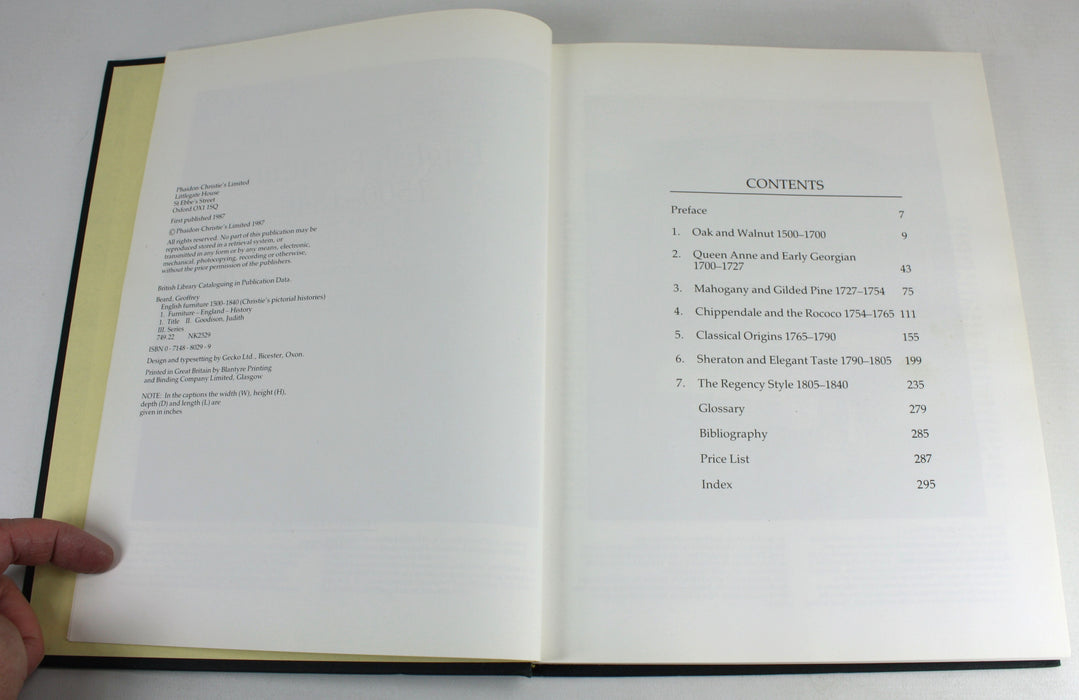 Phaidon Christie's Limited
Littlegate House
St Ebbe's Street
Oxford OX1 1SQ
First published 1987
© Phaidon Christie's Limited 1987
All rights reserved. No part of this publication may be
reproduced stored in a retrieval system, or
transmitted in any form or by any means, electronic,
mechanical, photocopying, recording or otherwise,
without the prior permission of the publishers.
British Library Cataloguing in Publication Data.
Beard, Geoffrey
English furniture 1500-1840 (Christie's pictorial histories)
1. Furniture - England - History
I. Title II. Goodison, Judith
III. Series
749.22 NK2529
ISBN 0 - 7148 - 8029 - 9
Design and typesetting by Gecko Ltd., Bicester, Oxon.
Printed in Great Britain by Blantyre Printing
and Binding Company Limited, Glasgow
NOTE: In the captions the width (W), height (H),
depth (D) and length (L) are
given in inches
CONTENTS
Preface 7
1. Oak and Walnut 1500–1700 9
2. Queen Anne and Early Georgian
1700–1727 43
3. Mahogany and Gilded Pine 1727–1754 75
4. Chippendale and the Rococo 1754–1765 111
5. Classical Origins 1765–1790 155
6. Sheraton and Elegant Taste 1790–1805 199
7. The Regency Style 1805–1840 235
Glossary 279
Bibliography 285
Price List 287
Index 295